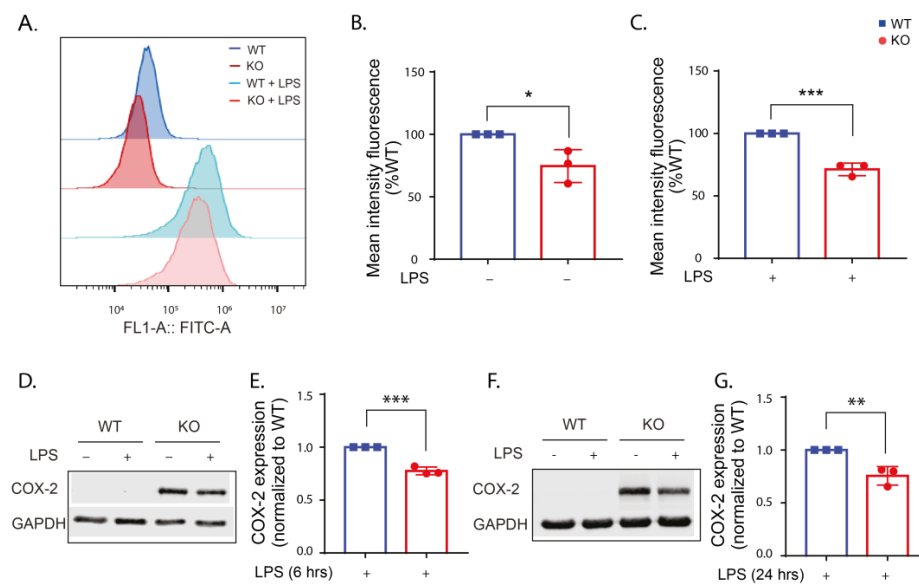 A.
WT
KO
WT + LPS
KO + LPS
10⁴ 10⁵ 10⁶ 10⁷
FL1-A:: FITC-A
B.
Mean intensity fluorescence
(%WT)
150
100
50
0
*
LPS – –
C.
WT
KO
Mean intensity fluorescence
(%WT)
150
100
50
0
***
LPS + +
D.
WT KO
LPS – + – +
COX-2
GAPDH
E.
COX-2 expression
(normalized to WT)
1.5
1.0
0.5
0.0
***
LPS (6 hrs) + +
F.
WT KO
LPS - + - +
COX-2
GAPDH
G.
COX-2 expression
(normalized to WT)
1.5
1.0
0.5
0.0
**
LPS (24 hrs) + +